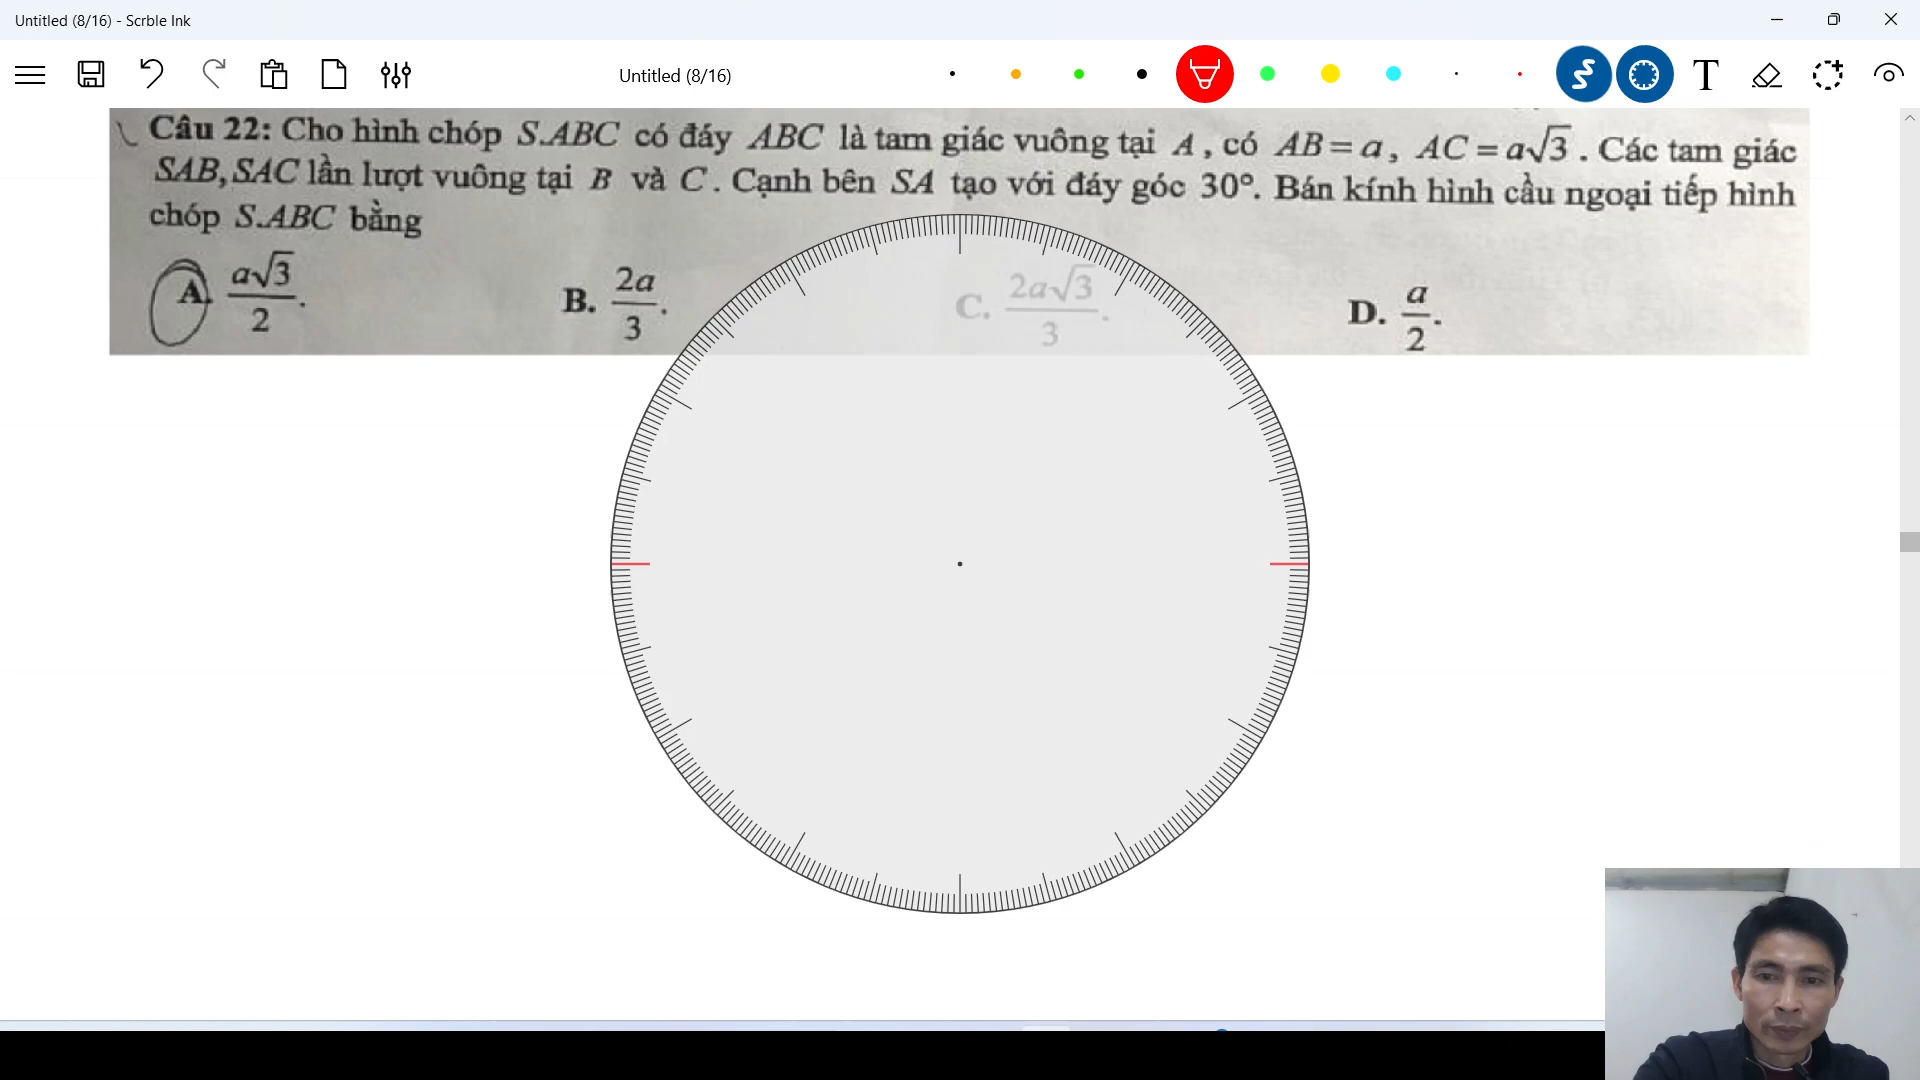 Untitled (8/16) - Scrble Ink
Untitled (8/16)
T
Câu 22: Cho hình chóp S.ABC có đáy ABC là tam giác vuông tại A, có AB = a, AC = a√3. Các tam giác
SAB, SAC lần lượt vuông tại B và C. Cạnh bên SA tạo với đáy góc 30°. Bán kính hình cầu ngoại tiếp hình
chóp S.ABC bằng
A. a√3/2. B. 2a/3. C. 2a√3/3. D. a/2.